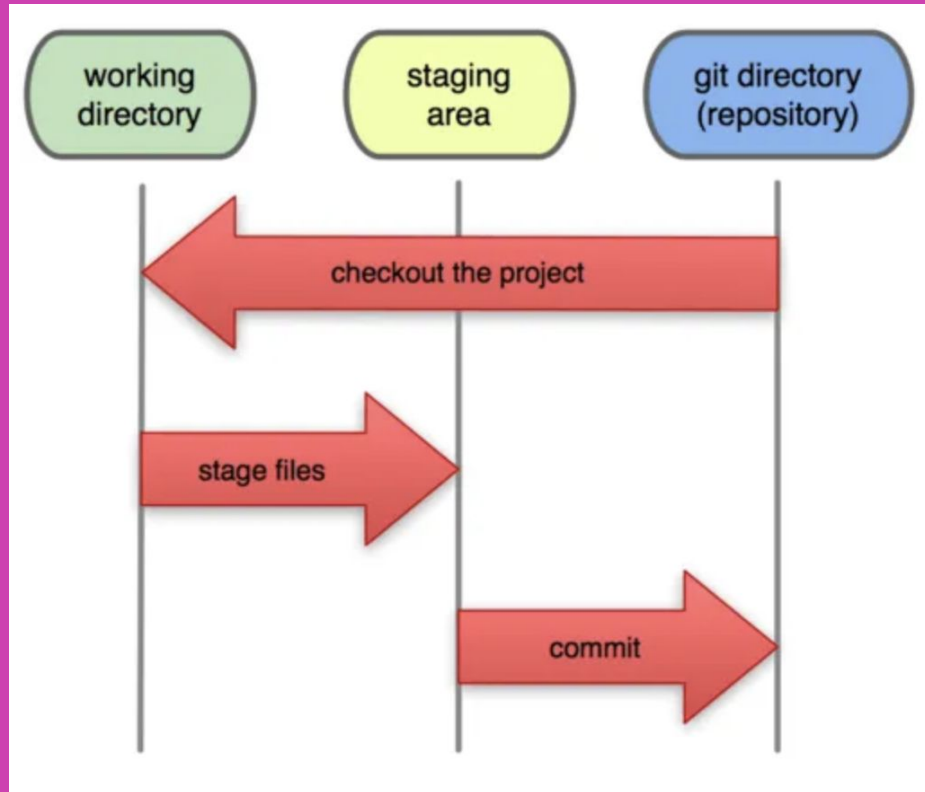 working
directory
staging
area
git directory
(repository)
checkout the project
stage files
commit